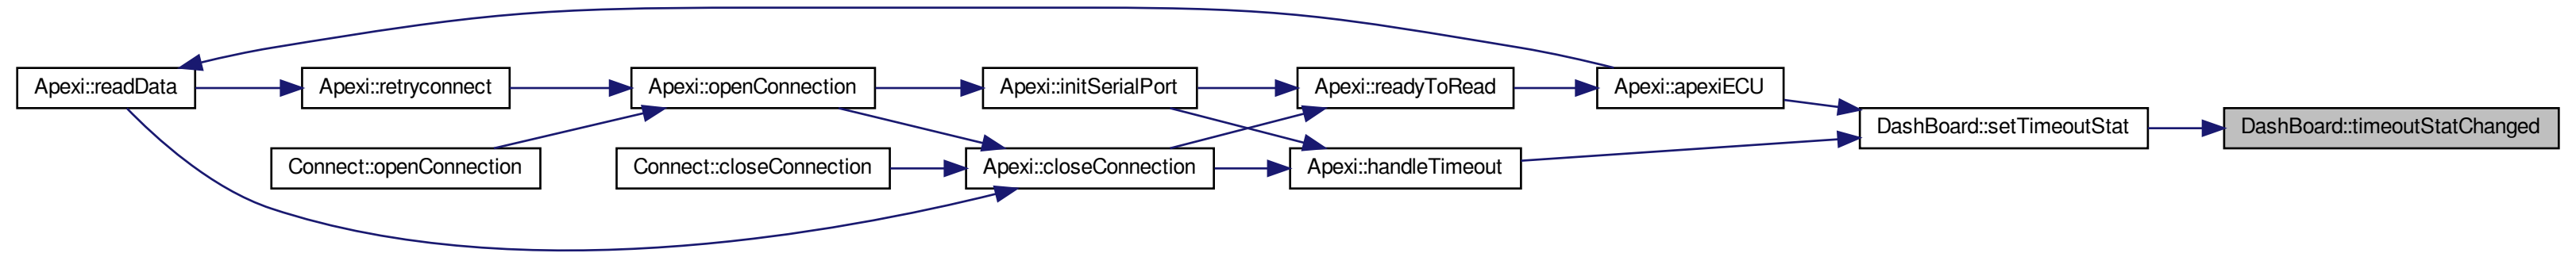 Apexi::readData
Apexi::retryconnect
Apexi::openConnection
Apexi::initSerialPort
Apexi::readyToRead
Apexi::apexiECU
DashBoard::setTimeoutStat
DashBoard::timeoutStatChanged
Connect::openConnection
Connect::closeConnection
Apexi::closeConnection
Apexi::handleTimeout